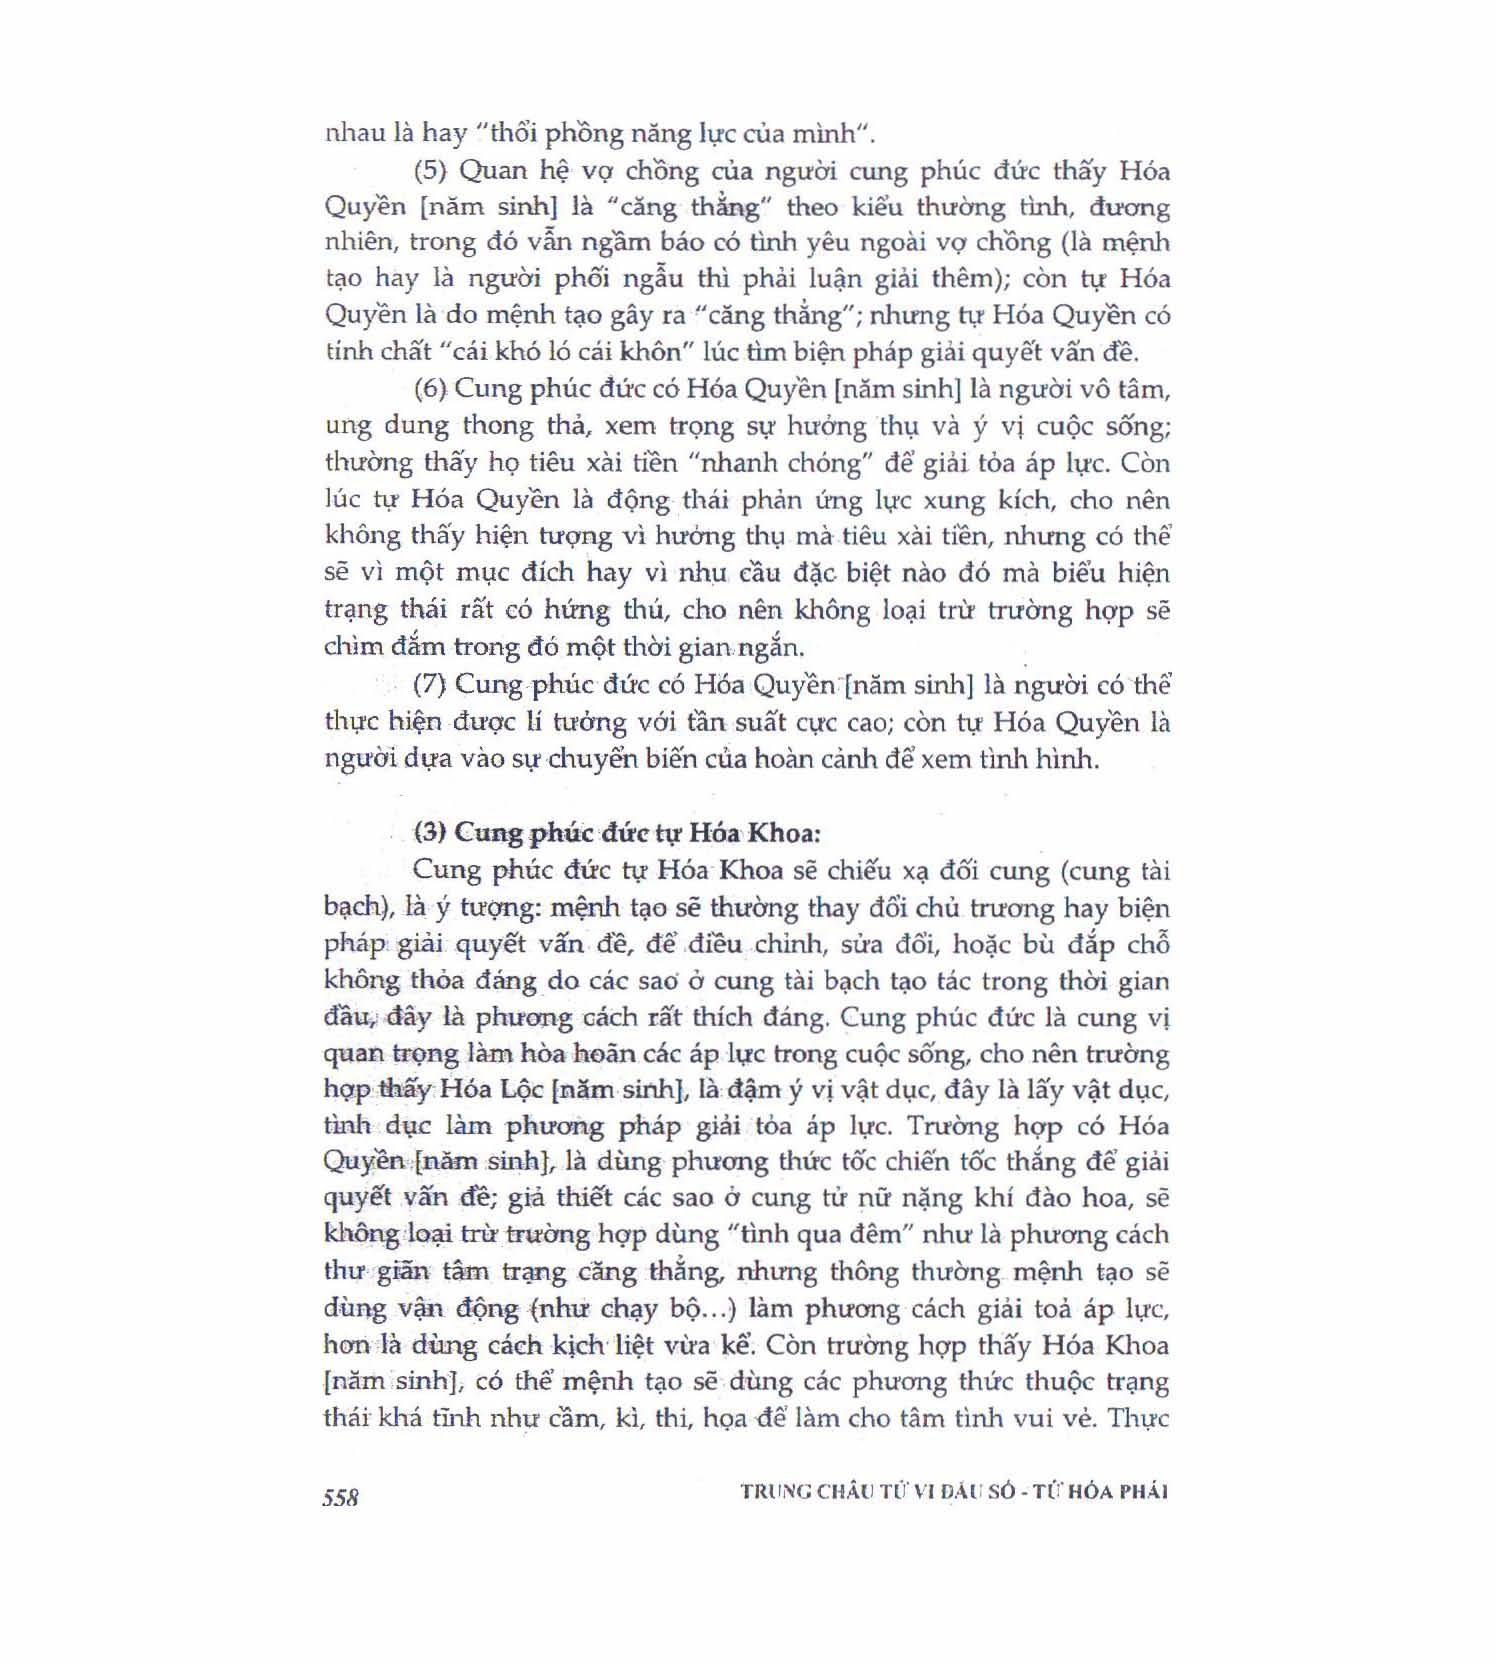 nhau là hay "thổi phồng năng lực của mình".
(5) Quan hệ vợ chồng của người cung phúc đức thấy Hóa
Quyền [năm sinh] là "căng thẳng" theo kiểu thường tình, đương
nhiên, trong đó vẫn ngầm báo có tình yêu ngoài vợ chồng (là mệnh
tạo hay là người phối ngẫu thì phải luận giải thêm); còn tự Hóa
Quyền là do mệnh tạo gây ra "căng thẳng"; nhưng tự Hóa Quyền có
tính chất "cái khó ló cái khôn" lúc tìm biện pháp giải quyết vấn đề.
(6) Cung phúc đức có Hóa Quyền [năm sinh] là người vô tâm,
ung dung thong thả, xem trọng sự hưởng thụ và ý vị cuộc sống;
thường thấy họ tiêu xài tiền "nhanh chóng" để giải tỏa áp lực. Còn
lúc tự Hóa Quyền là động thái phản ứng lực xung kích, cho nên
không thấy hiện tượng vì hưởng thụ mà tiêu xài tiền, nhưng có thể
sẽ vì một mục đích hay vì nhu cầu đặc biệt nào đó mà biểu hiện
trạng thái rất có hứng thú, cho nên không loại trừ trường hợp sẽ
chìm đắm trong đó một thời gian ngắn.
(7) Cung phúc đức có Hóa Quyền [năm sinh] là người có thể
thực hiện được lí tưởng với tần suất cực cao; còn tự Hóa Quyền là
người dựa vào sự chuyển biến của hoàn cảnh để xem tình hình.
(3) Cung phúc đức tự Hóa Khoa:
Cung phúc đức tự Hóa Khoa sẽ chiếu xạ đối cung (cung tài
bạch), là ý tượng: mệnh tạo sẽ thường thay đổi chủ trương hay biện
pháp giải quyết vấn đề, để điều chỉnh, sửa đổi, hoặc bù đắp chỗ
không thỏa đáng do các sao ở cung tài bạch tạo tác trong thời gian
đầu, đây là phương cách rất thích đáng. Cung phúc đức là cung vị
quan trọng làm hòa hoãn các áp lực trong cuộc sống, cho nên trường
hợp thấy Hóa Lộc [năm sinh], là đậm ý vị vật dục, đây là lấy vật dục,
tình dục làm phương pháp giải tỏa áp lực. Trường hợp có Hóa
Quyền [năm sinh], là dùng phương thức tốc chiến tốc thắng để giải
quyết vấn đề; giả thiết các sao ở cung tử nữ nặng khí đào hoa, sẽ
không loại trừ trường hợp dùng "tình qua đêm" như là phương cách
thư giãn tâm trạng căng thẳng, nhưng thông thường mệnh tạo sẽ
dùng vận động (như chạy bộ...) làm phương cách giải toả áp lực,
hơn là dùng cách kịch liệt vừa kể. Còn trường hợp thấy Hóa Khoa
[năm sinh], có thể mệnh tạo sẽ dùng các phương thức thuộc trạng
thái khá tĩnh như cầm, kì, thi, họa để làm cho tâm tình vui vẻ. Thực
558
TRUNG CHÂU TỬ VI ĐẨU SỐ - TỨ HÓA PHÁI